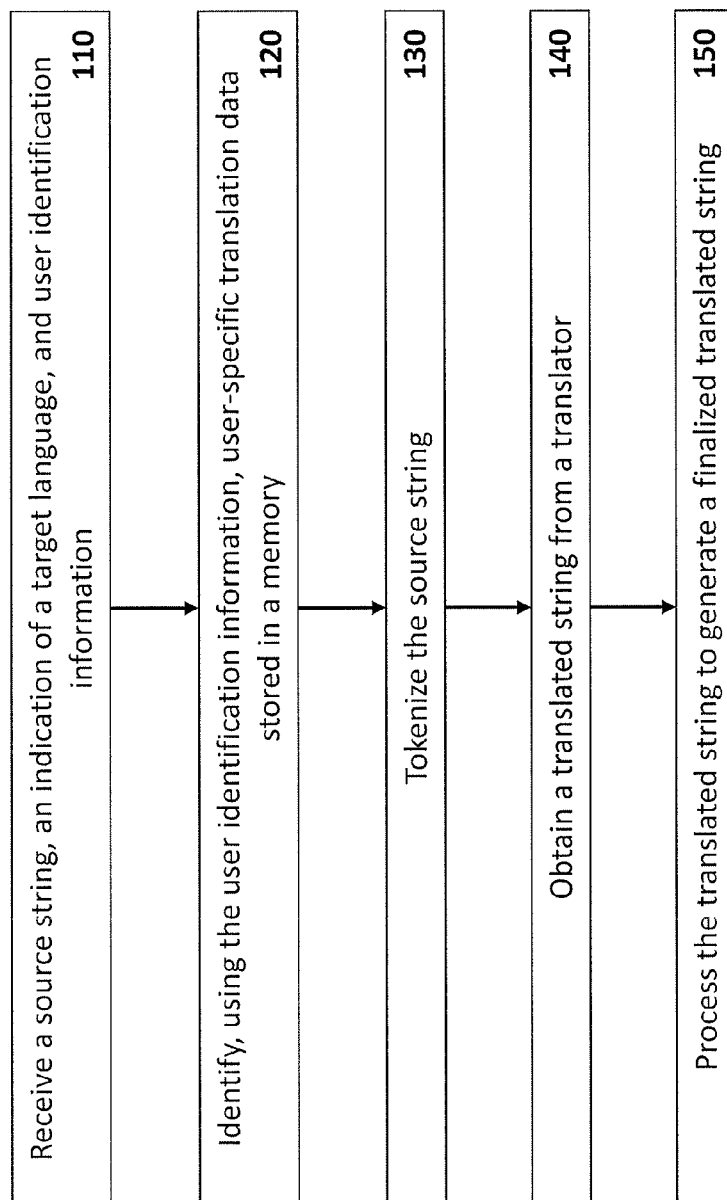 Receive a source string, an indication of a target language, and user identification
information
110
Identify, using the user identification information, user-specific translation data
stored in a memory
120
Tokenize the source string
130
Obtain a translated string from a translator
140
Process the translated string to generate a finalized translated string
150